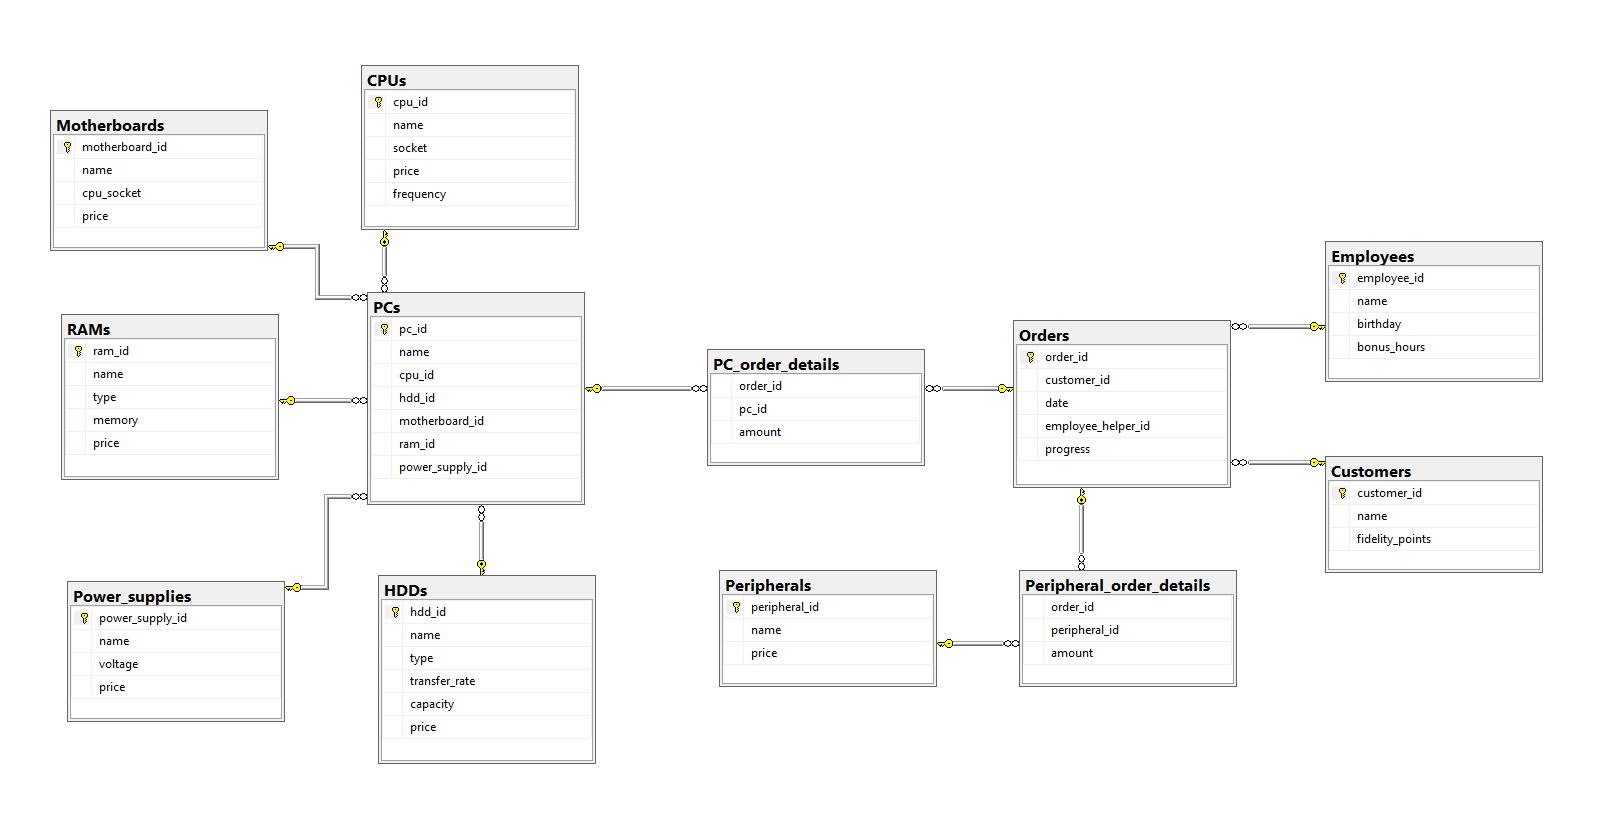 CPUs
cpu_id
name
socket
price
frequency
Motherboards
motherboard_id
name
cpu_socket
price
RAMs
ram_id
name
type
memory
price
PCs
pc_id
name
cpu_id
hdd_id
motherboard_id
ram_id
power_supply_id
Power_supplies
power_supply_id
name
voltage
price
HDDs
hdd_id
name
type
transfer_rate
capacity
price
PC_order_details
order_id
pc_id
amount
Orders
order_id
customer_id
date
employee_helper_id
progress
Employees
employee_id
name
birthday
bonus_hours
Customers
customer_id
name
fidelity_points
Peripherals
peripheral_id
name
price
Peripheral_order_details
order_id
peripheral_id
amount